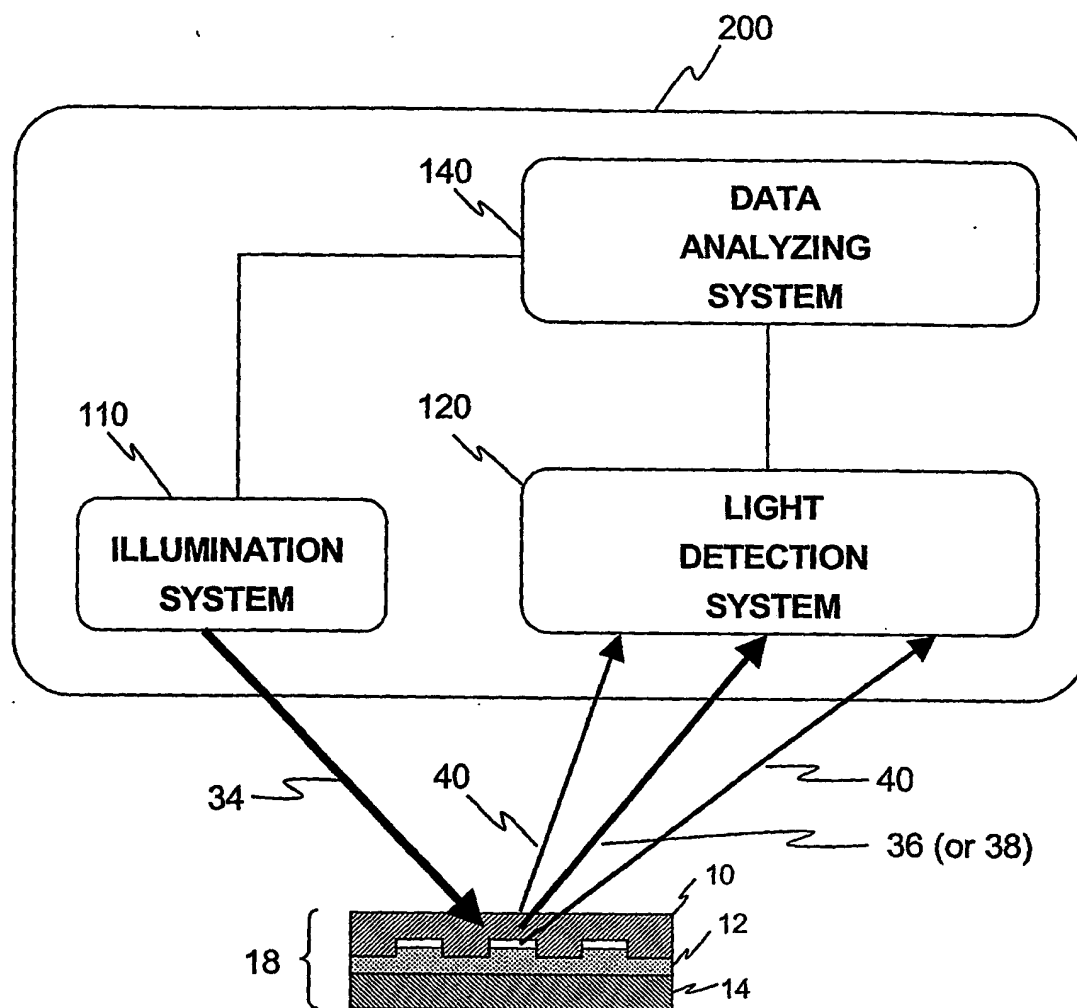 200
140
DATA
ANALYZING
SYSTEM
110
120
ILLUMINATION
SYSTEM
LIGHT
DETECTION
SYSTEM
34
40
40
36 (or 38)
10
12
18
14